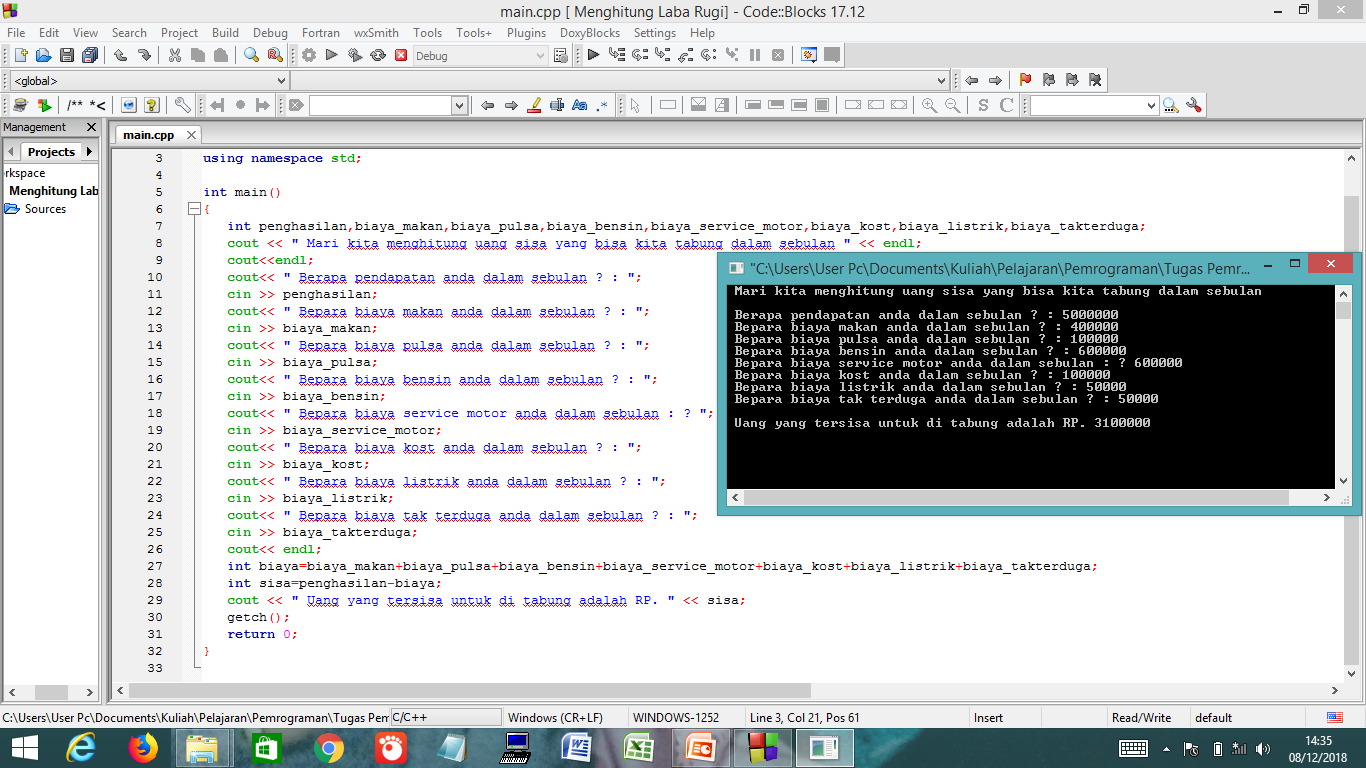 main.cpp [ Menghitung Laba Rugi] - Code::Blocks 17.12
File Edit View Search Project Build Debug Fortran wxSmith Tools Tools+ Plugins DoxyBlocks Settings Help
Debug
<global>
/** *<
S C
Management
main.cpp
Projects
rkspace
Menghitung Lab
Sources
3 using namespace std;
4
5 int main()
6 {
7 int penghasilan,biaya_makan,biaya_pulsa,biaya_bensin,biaya_service_motor,biaya_kost,biaya_listrik,biaya_takterduga;
8 cout << " Mari kita menghitung uang sisa yang bisa kita tabung dalam sebulan " << endl;
9 cout<<endl;
10 cout<< " Berapa pendapatan anda dalam sebulan ? : ";
11 cin >> penghasilan;
12 cout<< " Bepara biaya makan anda dalam sebulan ? : ";
13 cin >> biaya_makan;
14 cout<< " Bepara biaya pulsa anda dalam sebulan ? : ";
15 cin >> biaya_pulsa;
16 cout<< " Bepara biaya bensin anda dalam sebulan ? : ";
17 cin >> biaya_bensin;
18 cout<< " Bepara biaya service motor anda dalam sebulan : ? ";
19 cin >> biaya_service_motor;
20 cout<< " Bepara biaya kost anda dalam sebulan ? : ";
21 cin >> biaya_kost;
22 cout<< " Bepara biaya listrik anda dalam sebulan ? : ";
23 cin >> biaya_listrik;
24 cout<< " Bepara biaya tak terduga anda dalam sebulan ? : ";
25 cin >> biaya_takterduga;
26 cout<< endl;
27 int biaya=biaya_makan+biaya_pulsa+biaya_bensin+biaya_service_motor+biaya_kost+biaya_listrik+biaya_takterduga;
28 int sisa=penghasilan-biaya;
29 cout << " Uang yang tersisa untuk di tabung adalah RP. " << sisa;
30 getch();
31 return 0;
32 }
33
"C:\Users\User Pc\Documents\Kuliah\Pelajaran\Pemrograman\Tugas Pemr...
Mari kita menghitung uang sisa yang bisa kita tabung dalam sebulan
Berapa pendapatan anda dalam sebulan ? : 5000000
Bepara biaya makan anda dalam sebulan ? : 400000
Bepara biaya pulsa anda dalam sebulan ? : 100000
Bepara biaya bensin anda dalam sebulan ? : 600000
Bepara biaya service motor anda dalam sebulan : ? 600000
Bepara biaya kost anda dalam sebulan ? : 100000
Bepara biaya listrik anda dalam sebulan ? : 50000
Bepara biaya tak terduga anda dalam sebulan ? : 50000
Uang yang tersisa untuk di tabung adalah RP. 3100000
C:\Users\User Pc\Documents\Kuliah\Pelajaran\Pemrograman\Tugas Pem C/C++ Windows (CR+LF) WINDOWS-1252 Line 3, Col 21, Pos 61 Insert Read/Write default
14:35
08/12/2018